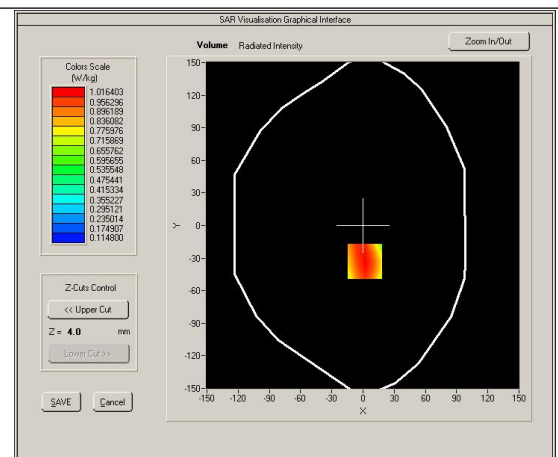 SAR Visualisation Graphical Interface
Volume Radiated Intensity
Zoom In/Out
Colors Scale
(W/kg)
1.016403
0.956296
0.896189
0.836082
0.775976
0.715869
0.655762
0.595655
0.535548
0.475441
0.415334
0.355227
0.295121
0.235014
0.174907
0.114800
Z-Cuts Control
<< Upper Cut
Z = 4.0 mm
Lower Cut >>
SAVE
Cancel
150
120
90
60
30
0
-30
-60
-90
-120
-150
Y
-150 -120 -90 -60 -30 0 30 60 90 120 150
X